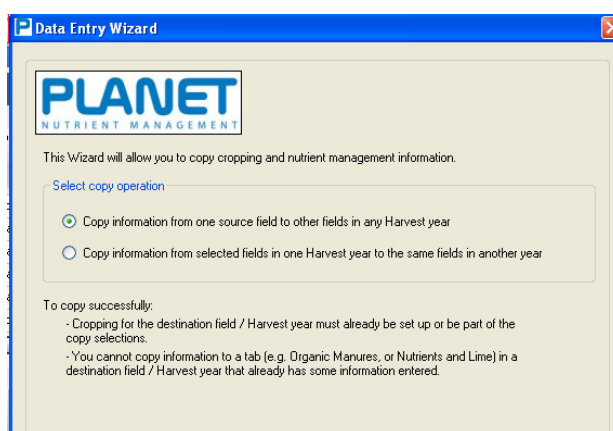 P Data Entry Wizard
PLANET
NUTRIENT MANAGEMENT
This Wizard will allow you to copy cropping and nutrient management information.
Select copy operation
Copy information from one source field to other fields in any Harvest year
Copy information from selected fields in one Harvest year to the same fields in another year
To copy successfully:
- Cropping for the destination field / Harvest year must already be set up or be part of the
copy selections.
- You cannot copy information to a tab (e.g. Organic Manures, or Nutrients and Lime) in a
destination field / Harvest year that already has some information entered.